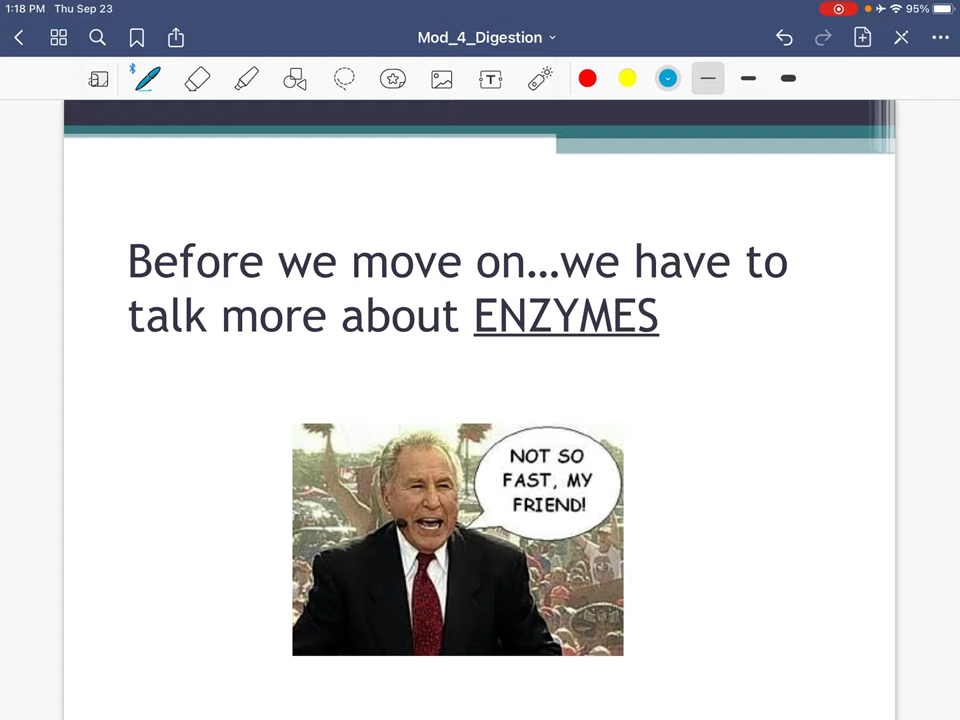 1:18 PM Thu Sep 23
95%
Mod_4_Digestion
T
Before we move on...we have to
talk more about ENZYMES
NOT SO
FAST, MY
FRIEND!